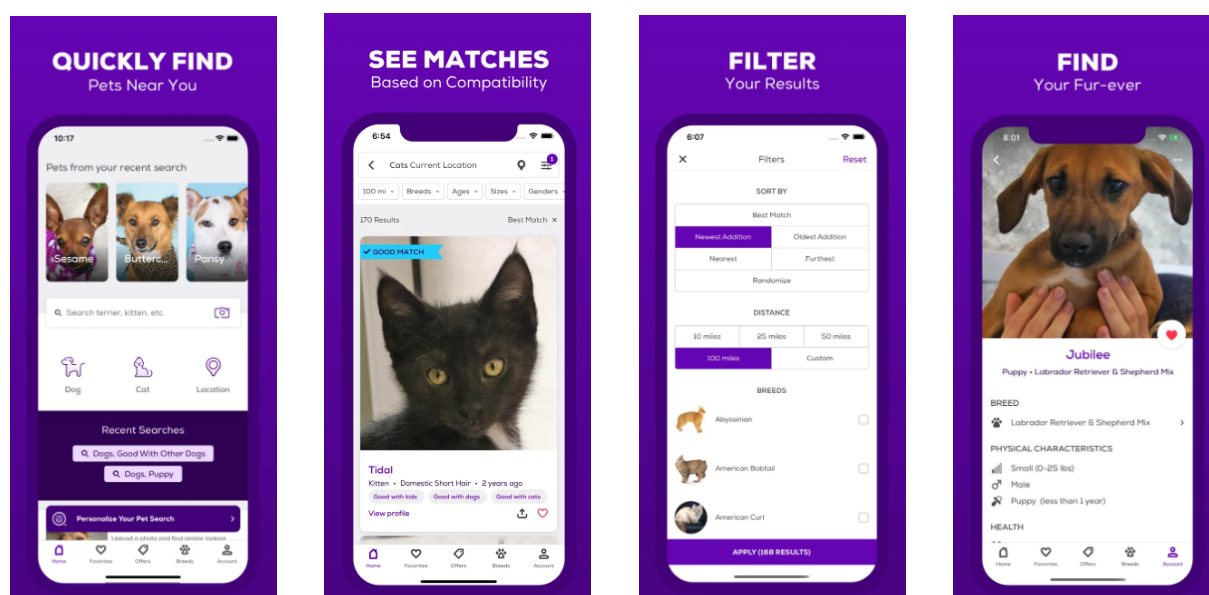 QUICKLY FIND
Pets Near You
10:17
Pets from your recent search
Sesame
Butterc...
Pansy
Search terrier, kitten, etc.
Dog
Cat
Location
Recent Searches
Dogs, Good With Other Dogs
Dogs, Puppy
Personalize Your Pet Search
Upload a photo and find similar looking
Home
Favorites
Offers
Breeds
Account
SEE MATCHES
Based on Compatibility
6:54
Cats Current Location
1
100 mi
Breeds
Ages
Sizes
Genders
170 Results
Best Match ×
GOOD MATCH
Tidal
Kitten • Domestic Short Hair • 2 years ago
Good with kids
Good with dogs
Good with cats
View profile
Home
Favorites
Offers
Breeds
Account
FILTER
Your Results
6:07
Filters
Reset
SORT BY
Best Match
Newest Addition
Oldest Addition
Nearest
Furthest
Randomize
DISTANCE
10 miles
25 miles
50 miles
100 miles
Custom
BREEDS
Abyssinian
American Bobtail
American Curl
APPLY (168 RESULTS)
FIND
Your Fur-ever
8:01
Jubilee
Puppy • Labrador Retriever & Shepherd Mix
BREED
Labrador Retriever & Shepherd Mix
PHYSICAL CHARACTERISTICS
Small (0-25 lbs)
Male
Puppy (less than 1 year)
HEALTH
Home
Favorites
Offers
Breeds
Account